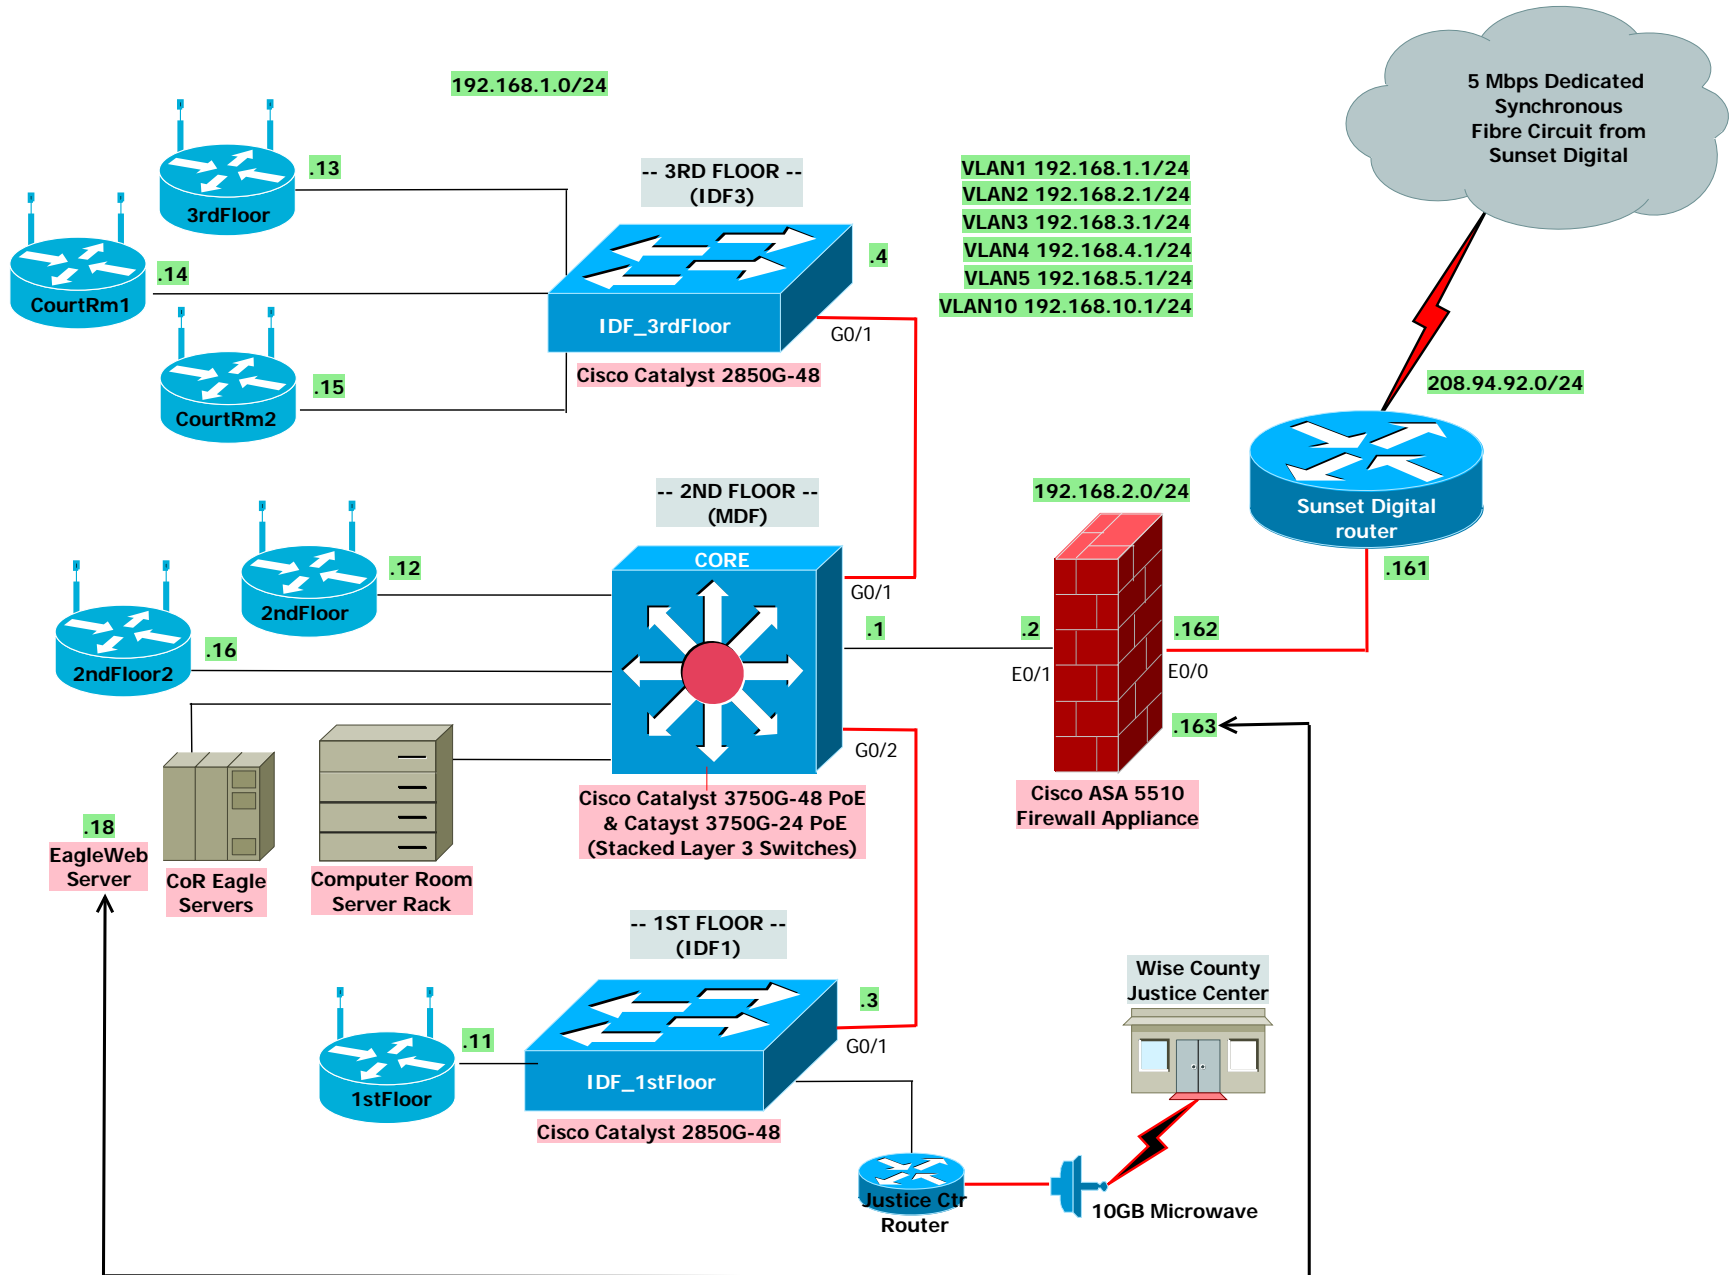 192.168.1.0/24
5 Mbps Dedicated
Synchronous
Fibre Circuit from
Sunset Digital
.13
3rdFloor
-- 3RD FLOOR --
(IDF3)
VLAN1 192.168.1.1/24
VLAN2 192.168.2.1/24
VLAN3 192.168.3.1/24
VLAN4 192.168.4.1/24
VLAN5 192.168.5.1/24
VLAN10 192.168.10.1/24
.14
CourtRm1
.4
IDF_3rdFloor
G0/1
Cisco Catalyst 2850G-48
.15
CourtRm2
208.94.92.0/24
Sunset Digital
router
.161
-- 2ND FLOOR --
(MDF)
192.168.2.0/24
CORE
.12
2ndFloor
G0/1
.16
2ndFloor2
.1
.2
E0/1
.162
E0/0
.163
G0/2
Cisco Catalyst 3750G-48 PoE
& Catayst 3750G-24 PoE
(Stacked Layer 3 Switches)
Cisco ASA 5510
Firewall Appliance
.18
EagleWeb
Server
CoR Eagle
Servers
Computer Room
Server Rack
-- 1ST FLOOR --
(IDF1)
.3
G0/1
.11
1stFloor
IDF_1stFloor
Cisco Catalyst 2850G-48
Wise County
Justice Center
Justice Ctr
Router
10GB Microwave